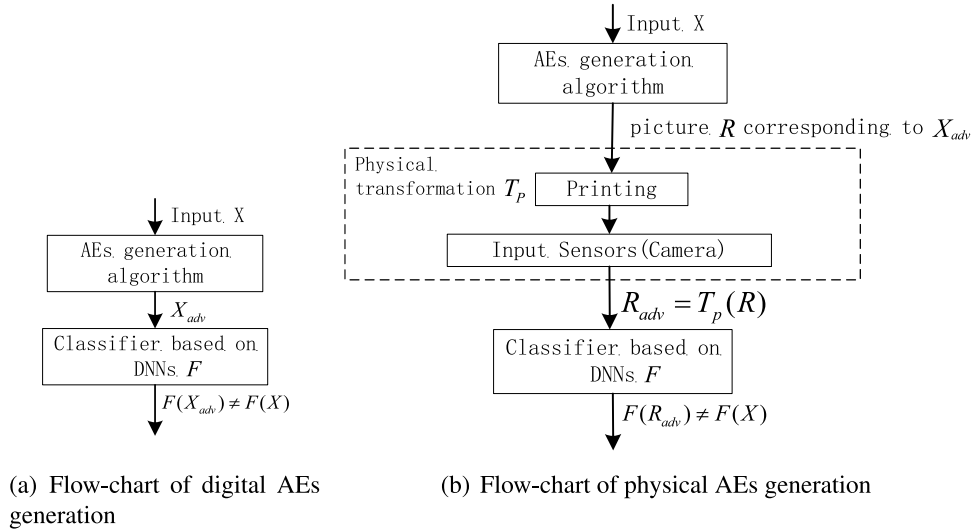 Input X
AEs generation
algorithm
X_adv
Classifier based on
DNNs F
F(X_adv) ≠ F(X)
(a) Flow-chart of digital AEs
generation
Input X
AEs generation
algorithm
picture R corresponding to X_adv
Physical
transformation T_P
Printing
Input Sensors(Camera)
R_adv = T_p(R)
Classifier based on
DNNs F
F(R_adv) ≠ F(X)
(b) Flow-chart of physical AEs generation